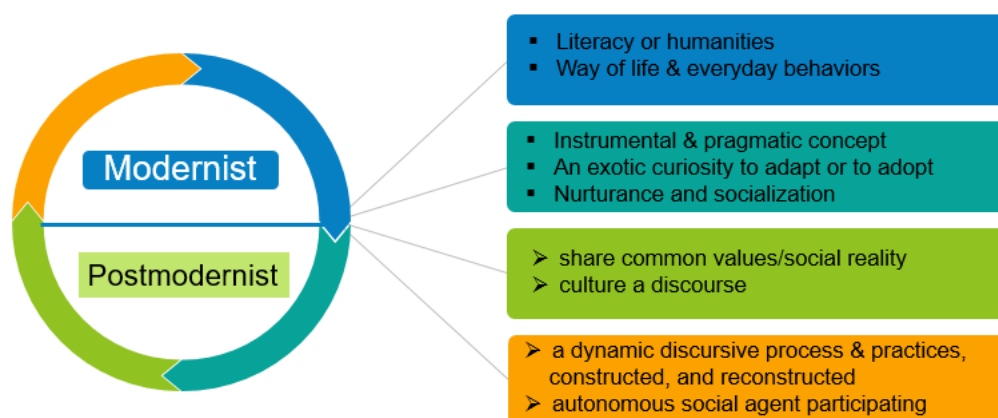 Modernist
Postmodernist
▪ Literacy or humanities
▪ Way of life & everyday behaviors
▪ Instrumental & pragmatic concept
▪ An exotic curiosity to adapt or to adopt
▪ Nurturance and socialization
➢ share common values/social reality
➢ culture a discourse
➢ a dynamic discursive process & practices,
constructed, and reconstructed
➢ autonomous social agent participating